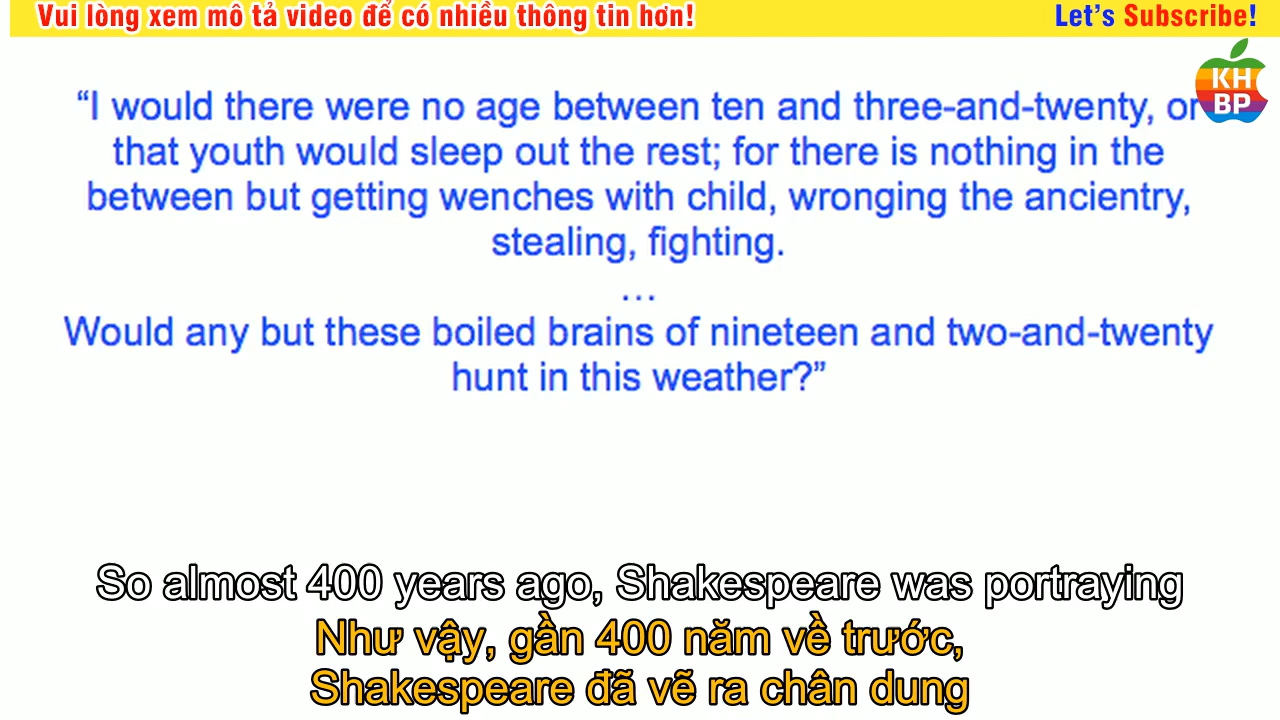 Vui lòng xem mô tả video để có nhiều thông tin hơn!
Let's Subscribe!
KH
BP
“I would there were no age between ten and three-and-twenty, or
that youth would sleep out the rest; for there is nothing in the
between but getting wenches with child, wronging the ancientry,
stealing, fighting.
…
Would any but these boiled brains of nineteen and two-and-twenty
hunt in this weather?”
So almost 400 years ago, Shakespeare was portraying
Như vậy, gần 400 năm về trước,
Shakespeare đã vẽ ra chân dung